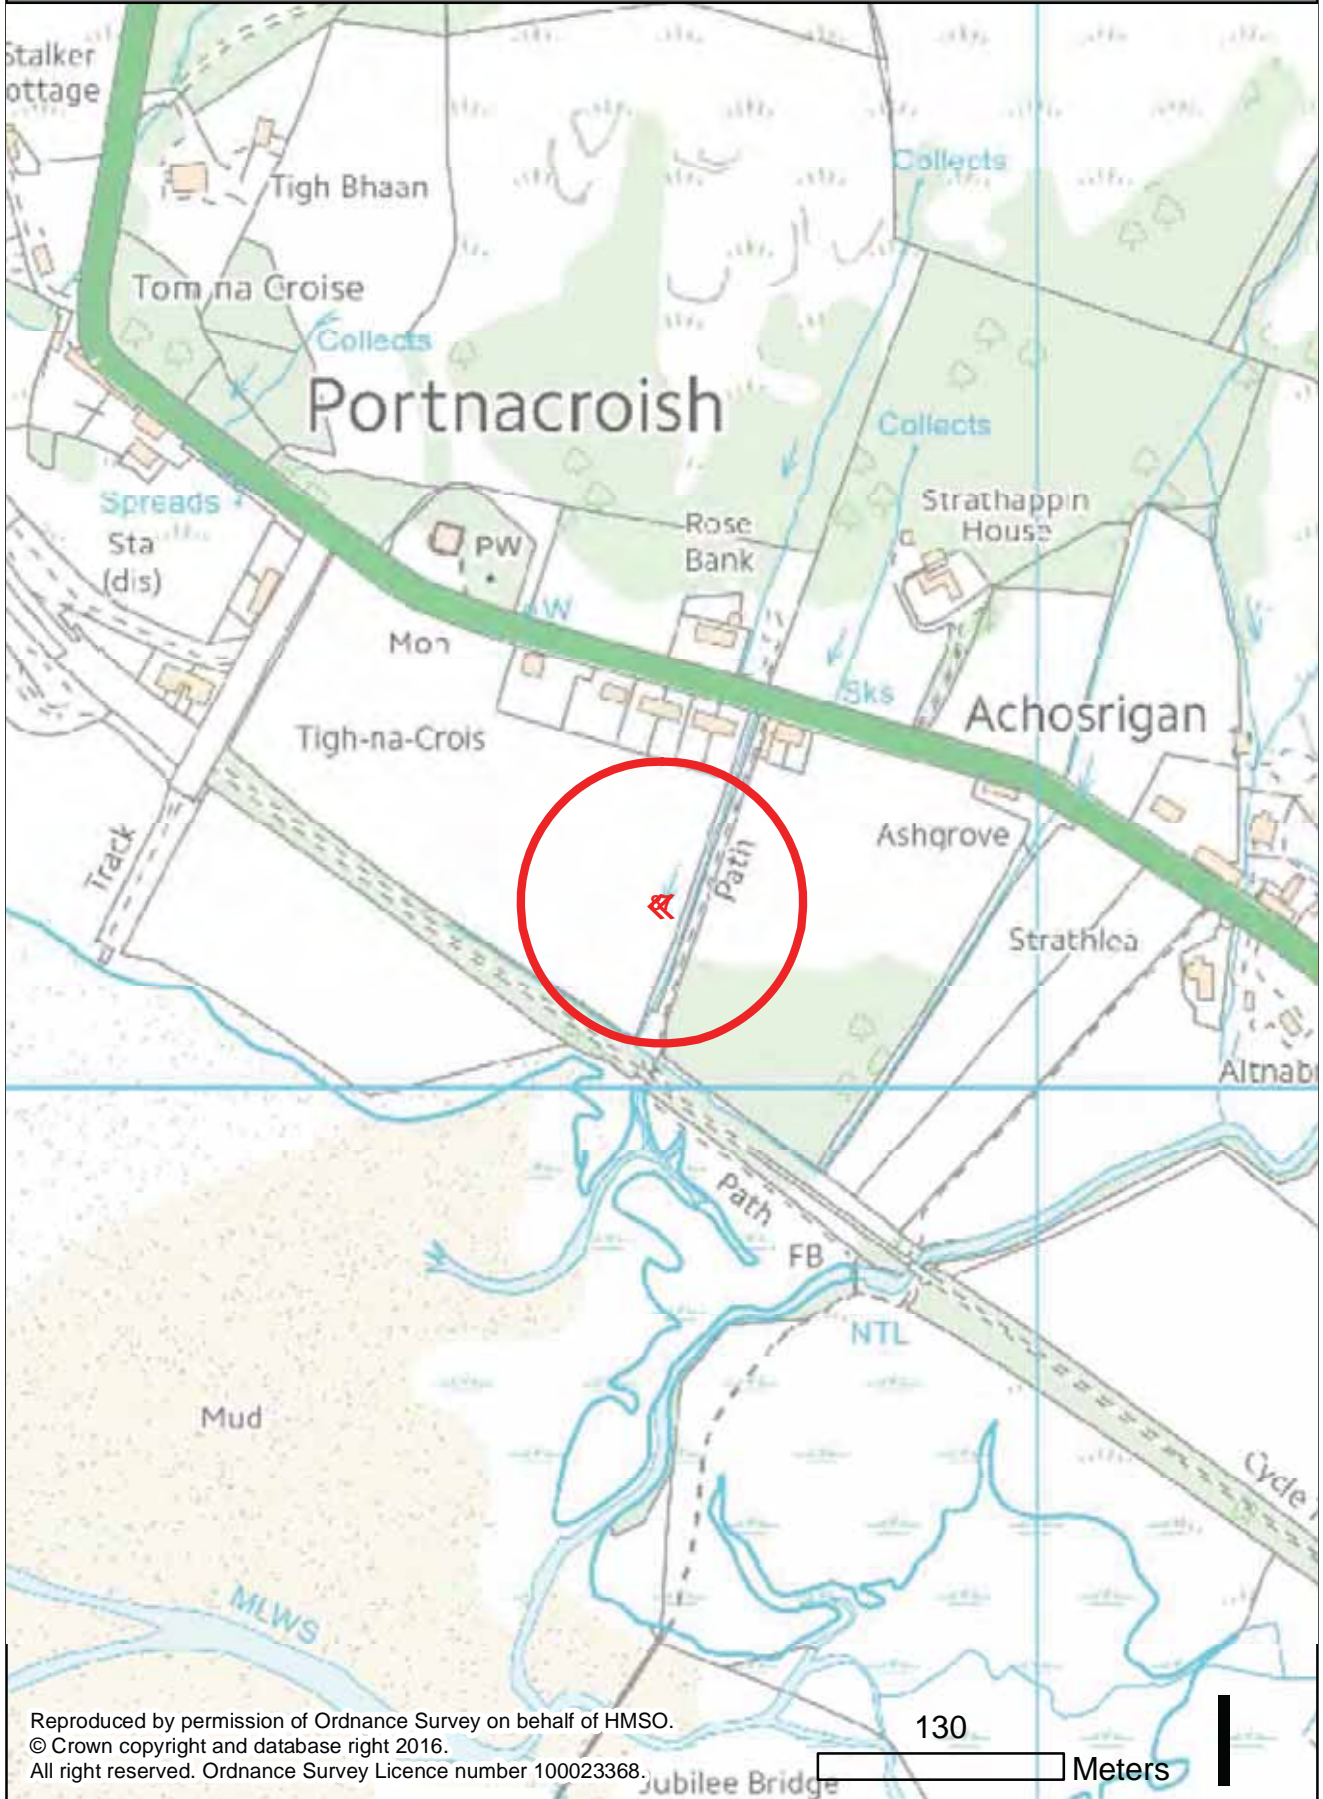 Stalker
ottage
Collects
Tigh Bhaan
Tom na Croise
Collects
Portnacroish
Collects
Spreads
Strathappin
House
Sta
(dis)
Rose
Bank
PW
W
Mon
Sks
Achosrigan
Tigh-na-Crois
Track
Path
Ashgrove
Strathlea
Altnab
Path
FB
NTL
Mud
Cycle
MLWS
Reproduced by permission of Ordnance Survey on behalf of HMSO.
© Crown copyright and database right 2016.
All right reserved. Ordnance Survey Licence number 100023368.
130
Meters
Jubilee Bridge